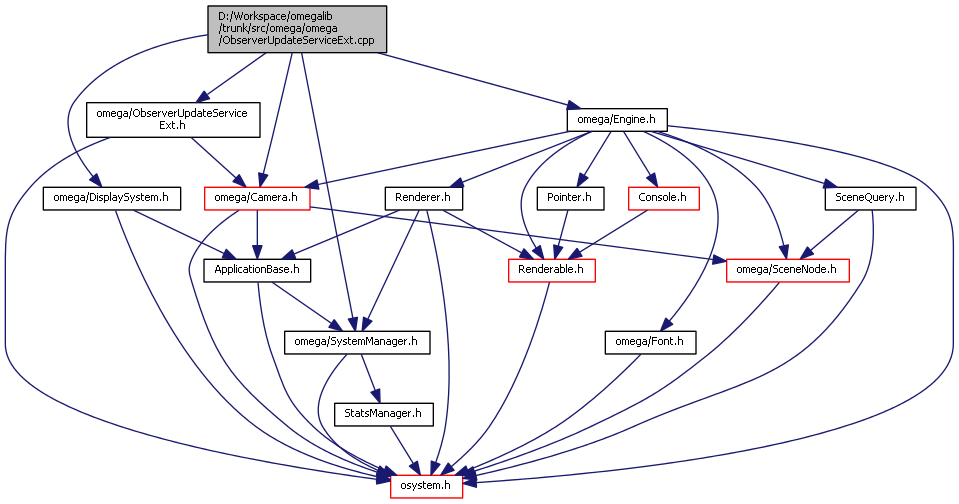 D:/Workspace/omegalib
/trunk/src/omega/omega
/ObserverUpdateServiceExt.cpp
omega/ObserverUpdateService
Ext.h
omega/Engine.h
omega/DisplaySystem.h
omega/Camera.h
Renderer.h
Pointer.h
Console.h
SceneQuery.h
ApplicationBase.h
Renderable.h
omega/SceneNode.h
omega/SystemManager.h
omega/Font.h
StatsManager.h
osystem.h